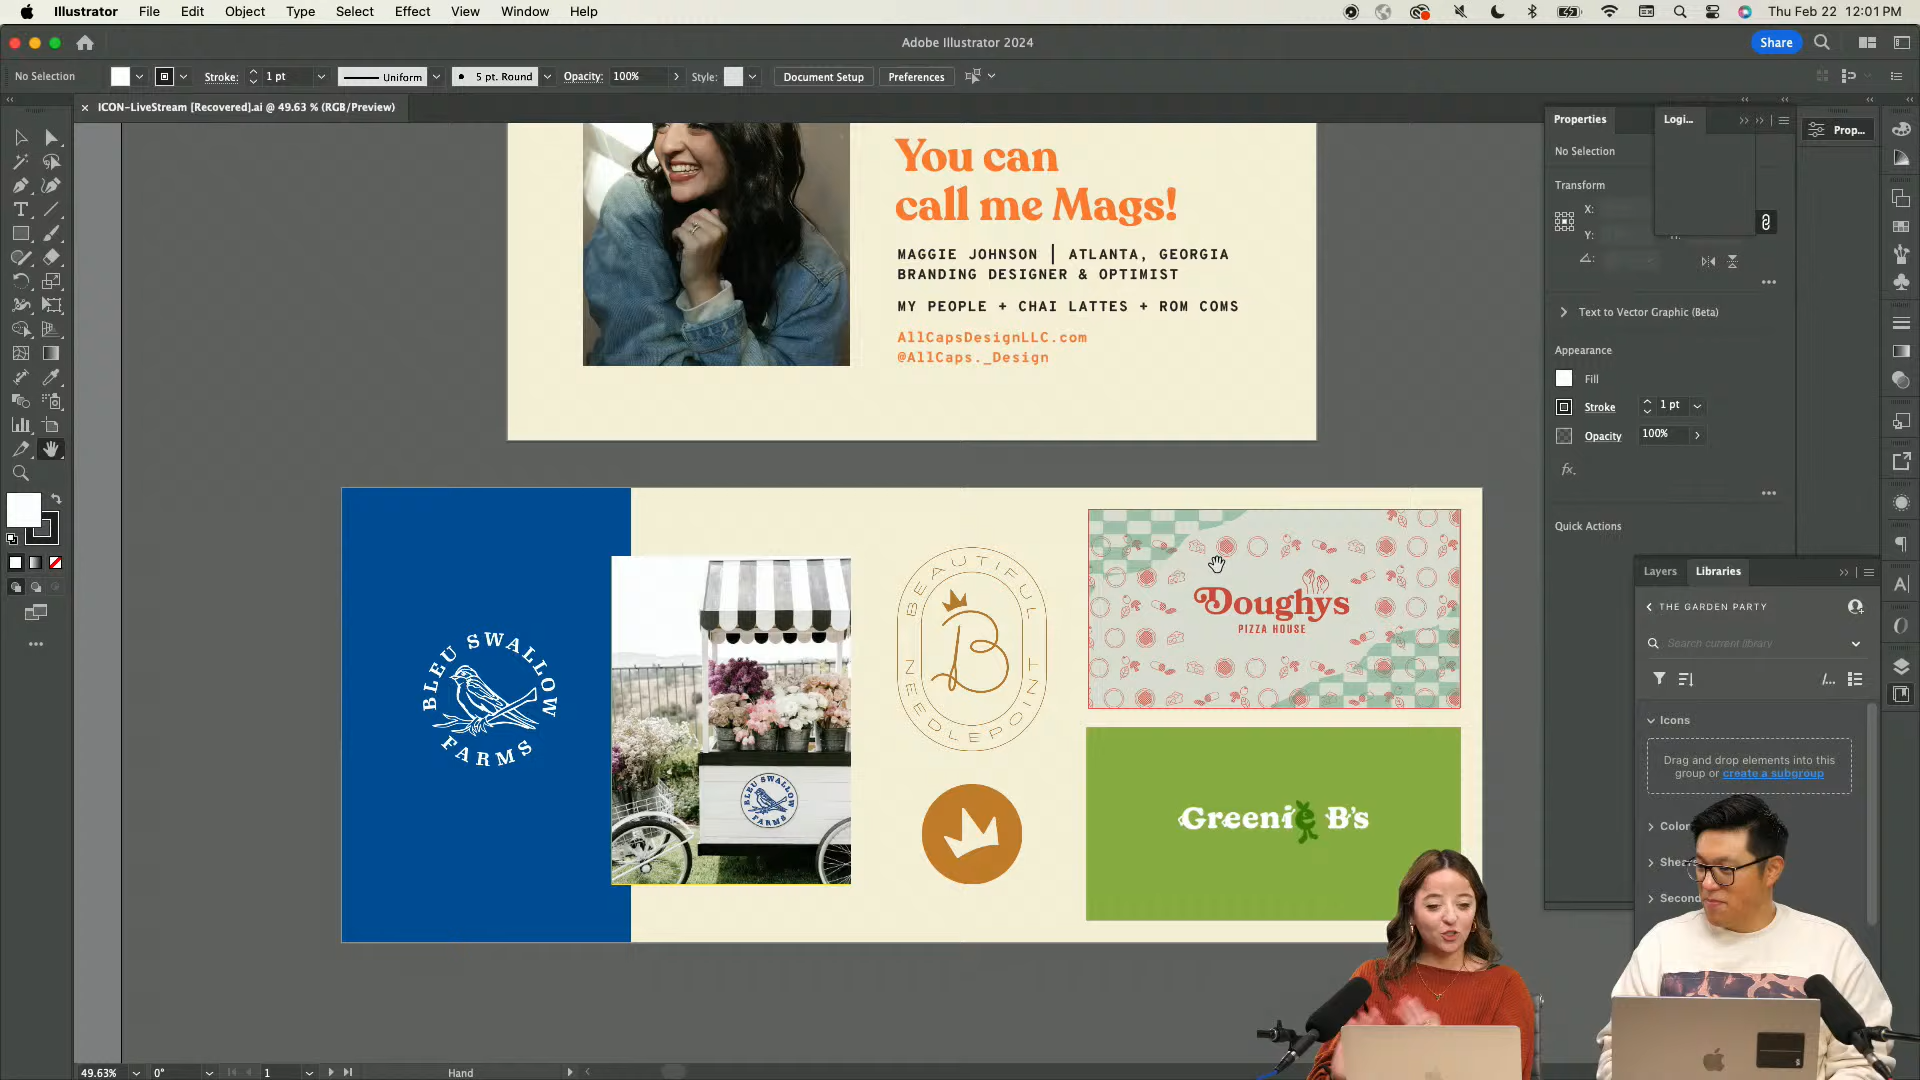 Illustrator File Edit Object Type Select Effect View Window Help
Thu Feb 22 12:01 PM
Adobe Illustrator 2024
Share
No Selection
Stroke: 1 pt
Uniform
5 pt. Round
Opacity: 100%
Style:
Document Setup
Preferences
ICON-LiveStream [Recovered].ai @ 49.63 % (RGB/Preview)
You can
call me Mags!
MAGGIE JOHNSON | ATLANTA, GEORGIA
BRANDING DESIGNER & OPTIMIST
MY PEOPLE + CHAI LATTES + ROM COMS
AllCapsDesignLLC.com
@AllCaps._Design
BLEU SWALLOW
FARMS
BLEU SWALLOW
FARMS
BEAUTIFUL
B
NEEDLEPOINT
Doughys
PIZZA HOUSE
Greenie B's
Properties
Logi...
Prop...
No Selection
Transform
X:
Y:
Text to Vector Graphic (Beta)
Appearance
Fill
Stroke 1 pt
Opacity 100%
fx.
Quick Actions
Layers Libraries
THE GARDEN PARTY
Search current library
Icons
Drag and drop elements into this
group or create a subgroup
Color
Second
49.63%
0°
1
Hand